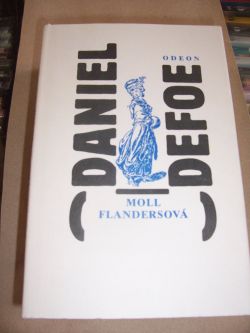 (DANIEL
DEFOE)
ODEON
MOLL
FLANDERSOVÁ